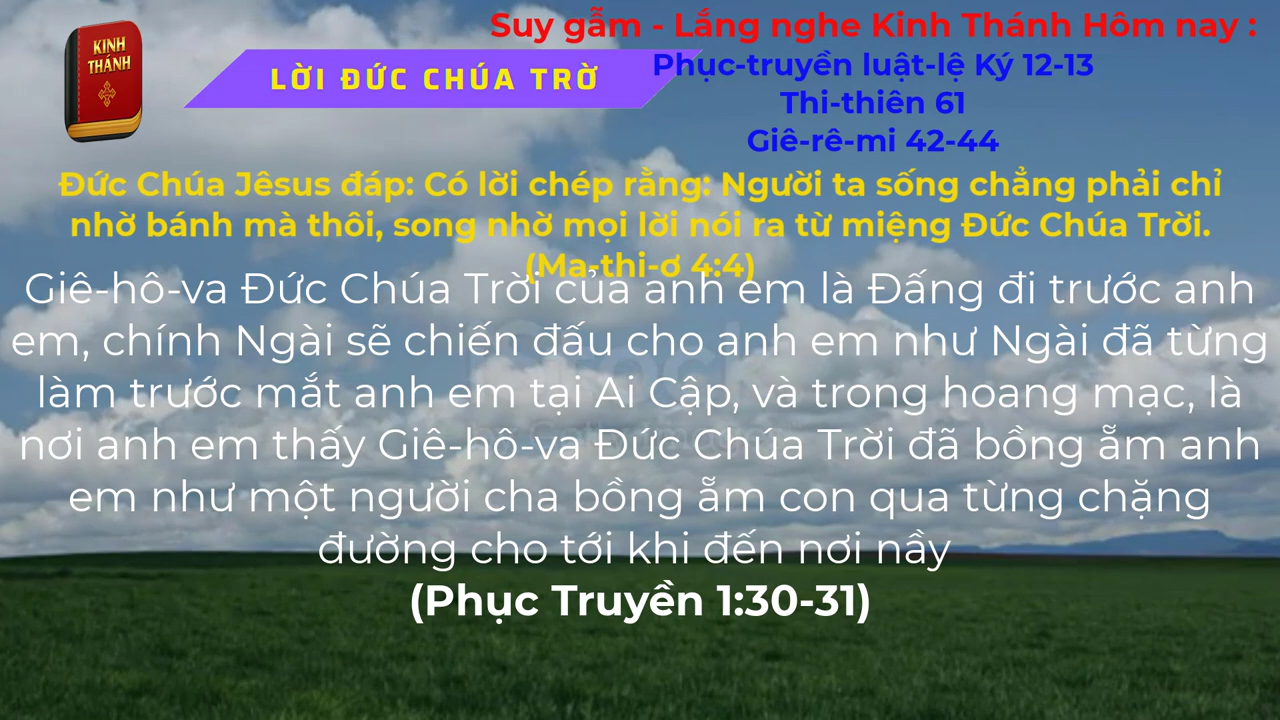 Suy gẫm - Lắng nghe Kinh Thánh Hôm nay :
KINH
THÁNH
LỜI ĐỨC CHÚA TRỜ
Phục-truyền luật-lệ Ký 12-13
Thi-thiên 61
Giê-rê-mi 42-44
Đức Chúa Jêsus đáp: Có lời chép rằng: Người ta sống chẳng phải chỉ
nhờ bánh mà thôi, song nhờ mọi lời nói ra từ miệng Đức Chúa Trời.
(Ma-thi-ơ 4:4)
Giê-hô-va Đức Chúa Trời của anh em là Đấng đi trước anh
em, chính Ngài sẽ chiến đấu cho anh em như Ngài đã từng
làm trước mắt anh em tại Ai Cập, và trong hoang mạc, là
nơi anh em thấy Giê-hô-va Đức Chúa Trời đã bồng ẵm anh
em như một người cha bồng ẵm con qua từng chặng
đường cho tới khi đến nơi nầy
(Phục Truyền 1:30-31)